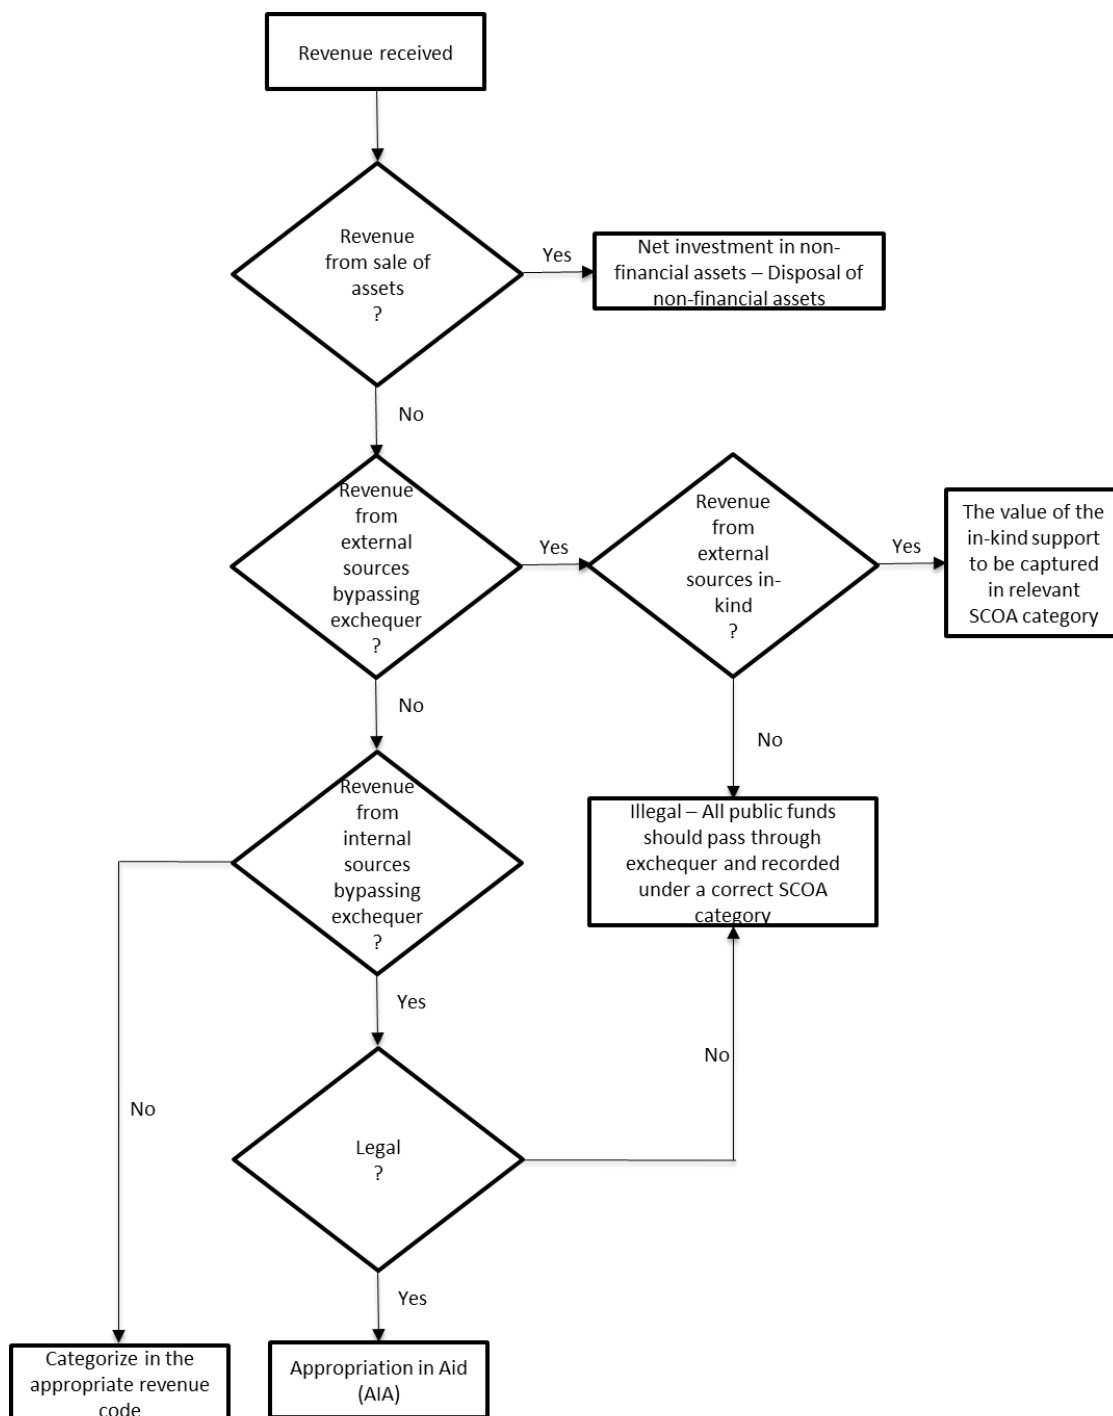 Revenue received
Revenue
from sale of
assets
?
Yes
Net investment in non-
financial assets – Disposal of
non-financial assets
No
Revenue
from
external
sources
bypassing
exchequer
?
Yes
Revenue
from
external
sources in-
kind
?
Yes
The value of the
in-kind support
to be captured
in relevant
SCOA category
No
No
Revenue
from
internal
sources
bypassing
exchequer
?
Illegal – All public funds
should pass through
exchequer and recorded
under a correct SCOA
category
Yes
No
No
Legal
?
Yes
Categorize in the
appropriate revenue
code
Appropriation in Aid
(AIA)